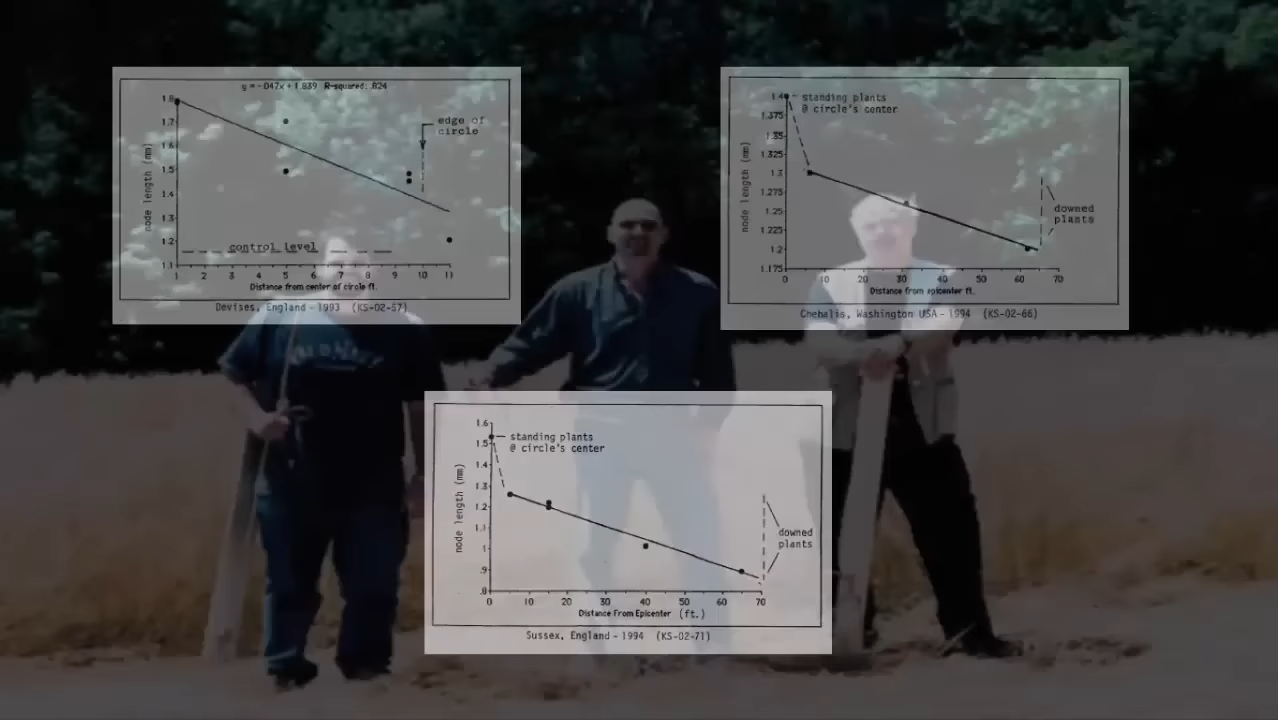 y = -.047x + 1.839 R-squared: .824
1.8
1.7
1.6
1.5
1.4
1.3
1.2
1.1
node length (mm)
edge of
circle
control level
1 2 3 4 5 6 7 8 9 10 11
Distance from center of circle ft.
Devises, England - 1993 (KS-02-57)
1.4
1.375
1.35
1.325
1.3
1.275
1.25
1.225
1.2
1.175
node length (mm)
standing plants
@ circle's center
downed
plants
0 10 20 30 40 50 60 70
Distance from epicenter ft.
Chehalis, Washington USA - 1994 (KS-02-66)
1.6
1.5
1.4
1.3
1.2
1.1
1
.9
.8
node length (mm)
standing plants
@ circle's center
downed
plants
0 10 20 30 40 50 60 70
Distance From Epicenter (ft.)
Sussex, England - 1994 (KS-02-71)